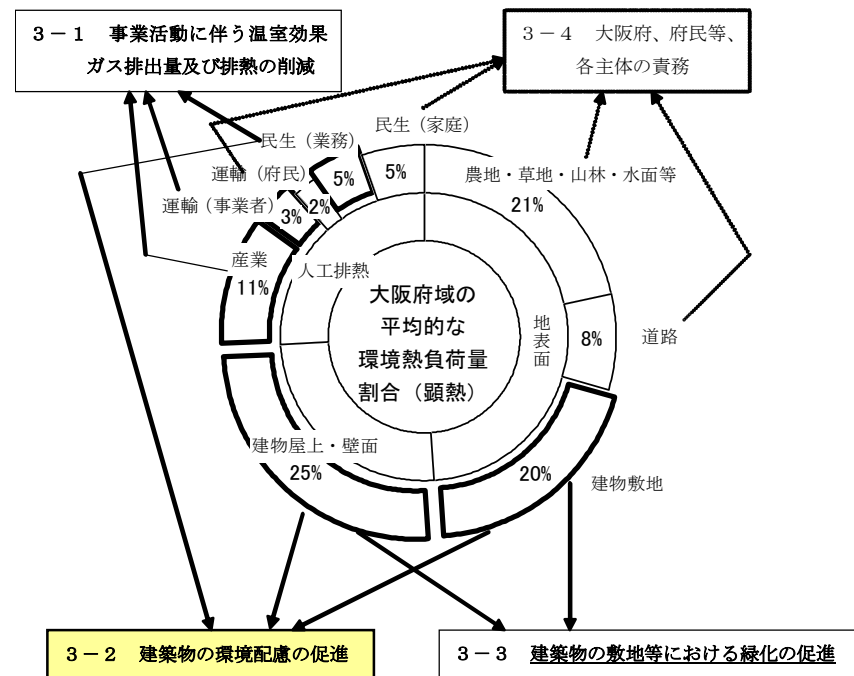 ３－１　事業活動に伴う温室効果
ガス排出量及び排熱の削減
３－４　大阪府、府民等、
各主体の責務
民生（家庭）
民生（業務）
運輸（府民）
運輸（事業者）
産業
11%
3%
2%
5%
5%
農地・草地・山林・水面等
21%
人工排熱
大阪府域の
平均的な
環境熱負荷量
割合（顕熱）
地表面
8%
道路
建物屋上・壁面
25%
20%
建物敷地
３－２　建築物の環境配慮の促進
３－３　建築物の敷地等における緑化の促進